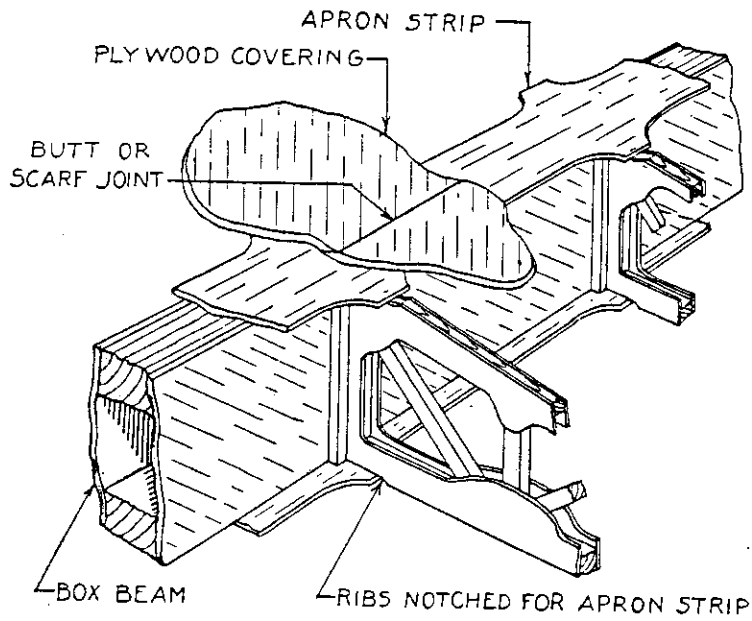 APRON STRIP
PLYWOOD COVERING
BUTT OR
SCARF JOINT
BOX BEAM
RIBS NOTCHED FOR APRON STRIP